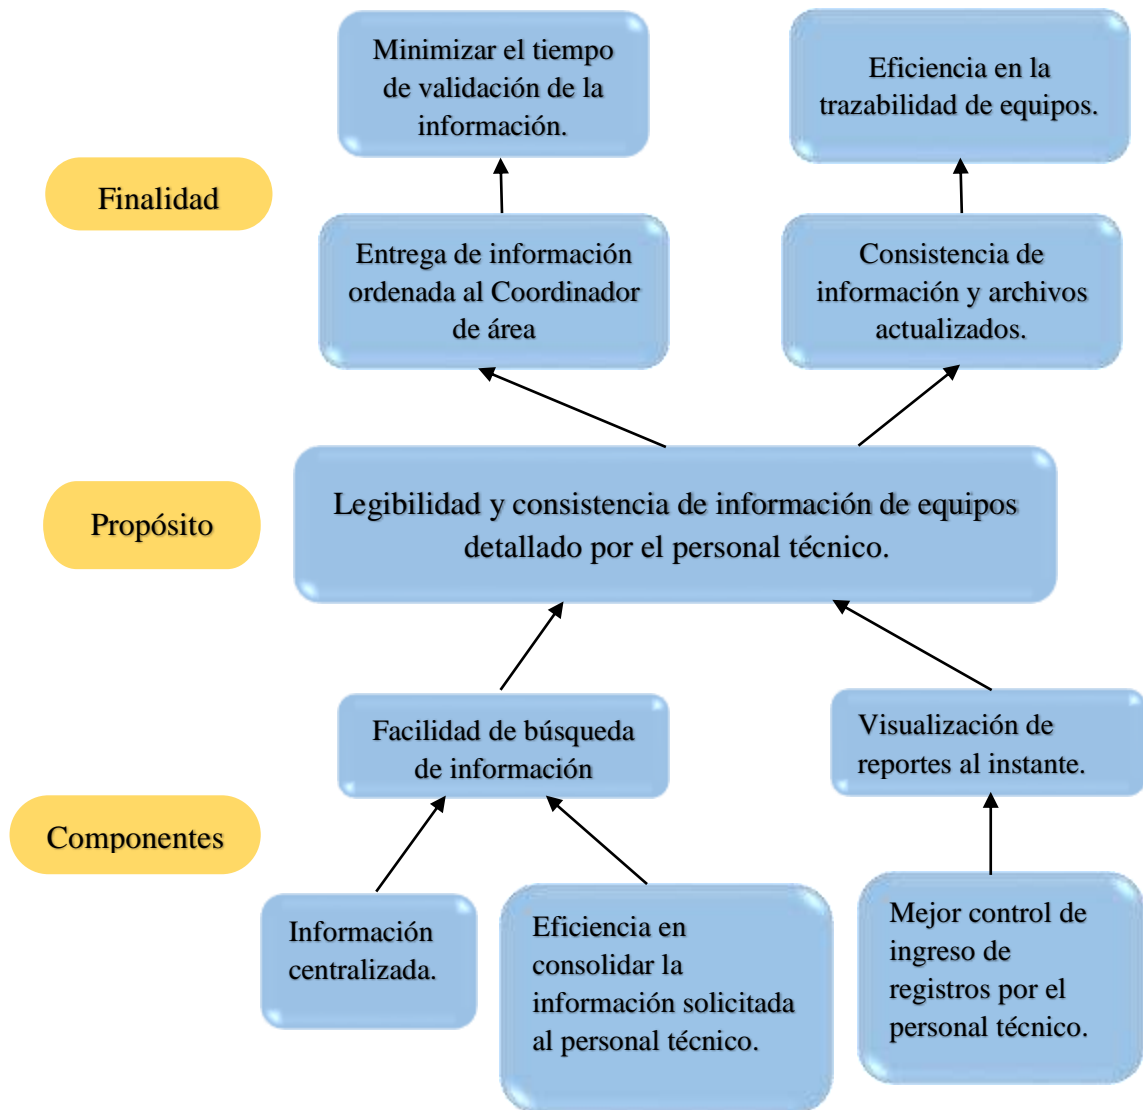 Minimizar el tiempo
de validación de la
información.
Eficiencia en la
trazabilidad de equipos.
Finalidad
Entrega de información
ordenada al Coordinador
de área
Consistencia de
información y archivos
actualizados.
Propósito
Legibilidad y consistencia de información de equipos
detallado por el personal técnico.
Facilidad de búsqueda
de información
Visualización de
reportes al instante.
Componentes
Información
centralizada.
Eficiencia en
consolidar la
información solicitada
al personal técnico.
Mejor control de
ingreso de
registros por el
personal técnico.